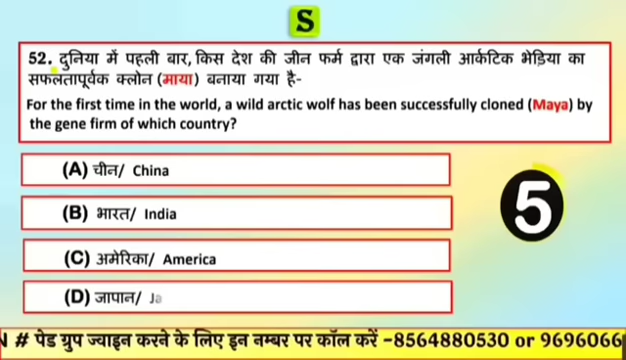 S
52. दुनिया में पहली बार, किस देश की जीन फर्म द्वारा एक जंगली आर्कटिक भेड़िया का
सफलतापूर्वक क्लोन (माया) बनाया गया है-
For the first time in the world, a wild arctic wolf has been successfully cloned (Maya) by
the gene firm of which country?
(A) चीन/ China
(B) भारत/ India
5
(C) अमेरिका/ America
(D) जापान/ Ja
# पेड ग्रुप ज्वाइन करने के लिए इन नम्बर पर कॉल करें -8564880530 or 9696066